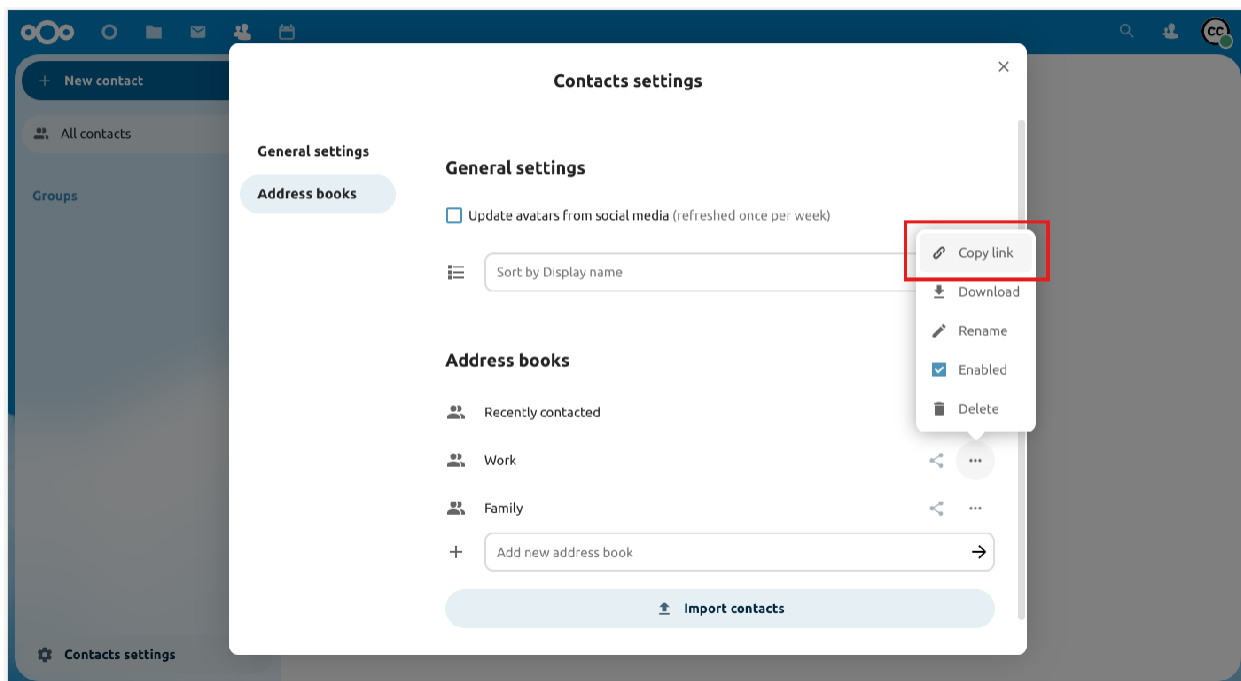 CC
New contact
All contacts
Groups
Contacts settings
Contacts settings
General settings
Address books
General settings
Update avatars from social media (refreshed once per week)
Sort by Display name
Address books
Recently contacted
Work
Family
Add new address book
Import contacts
Copy link
Download
Rename
Enabled
Delete